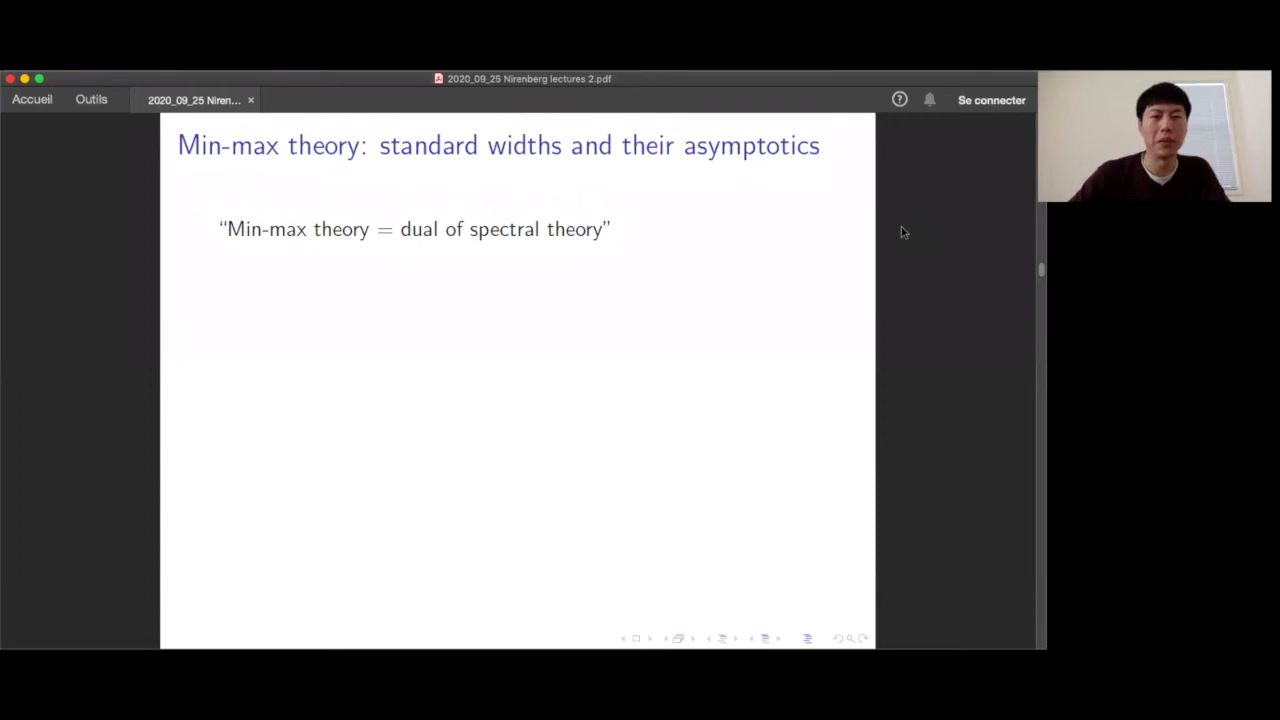 2020_09_25 Nirenberg lectures 2.pdf
Accueil Outils 2020_09_25 Niren... × Se connecter
Min-max theory: standard widths and their asymptotics
“Min-max theory = dual of spectral theory”